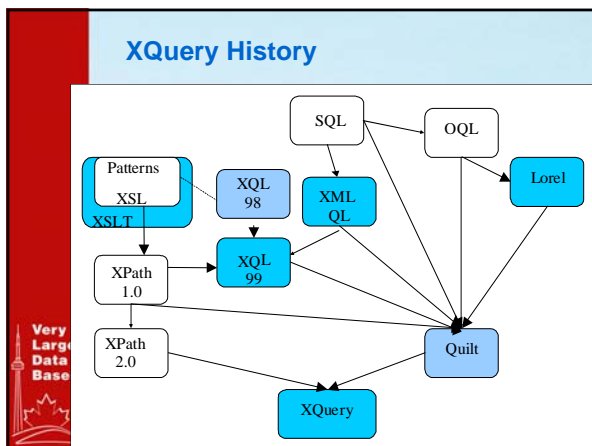 XQuery History
SQL
OQL
Patterns
XSL
XSLT
XQL
98
XML
QL
Lorel
XQL
99
XPath
1.0
XPath
2.0
Quilt
XQuery
Very
Large
Data
Base